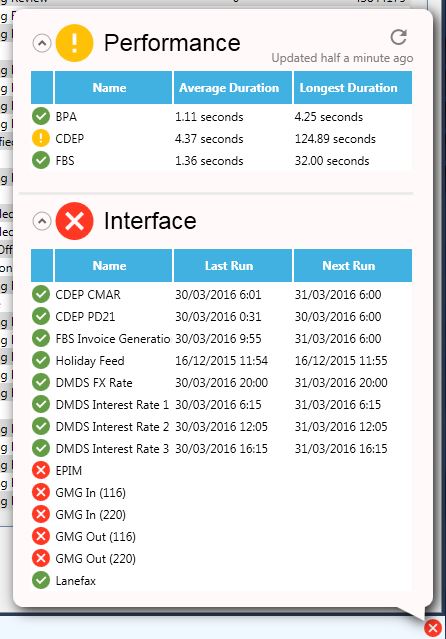 Performance
Updated half a minute ago
Name Average Duration Longest Duration
BPA 1.11 seconds 4.25 seconds
CDEP 4.37 seconds 124.89 seconds
FBS 1.36 seconds 32.00 seconds
Interface
Name Last Run Next Run
CDEP CMAR 30/03/2016 6:01 31/03/2016 6:00
CDEP PD21 30/03/2016 0:31 30/03/2016 6:00
FBS Invoice Generatio 30/03/2016 9:55 31/03/2016 6:00
Holiday Feed 16/12/2015 11:54 16/12/2015 11:55
DMDS FX Rate 30/03/2016 20:00 31/03/2016 20:00
DMDS Interest Rate 1 30/03/2016 6:15 31/03/2016 6:15
DMDS Interest Rate 2 30/03/2016 12:05 31/03/2016 12:05
DMDS Interest Rate 3 30/03/2016 16:15 31/03/2016 16:15
EPIM
GMG In (116)
GMG In (220)
GMG Out (116)
GMG Out (220)
Lanefax